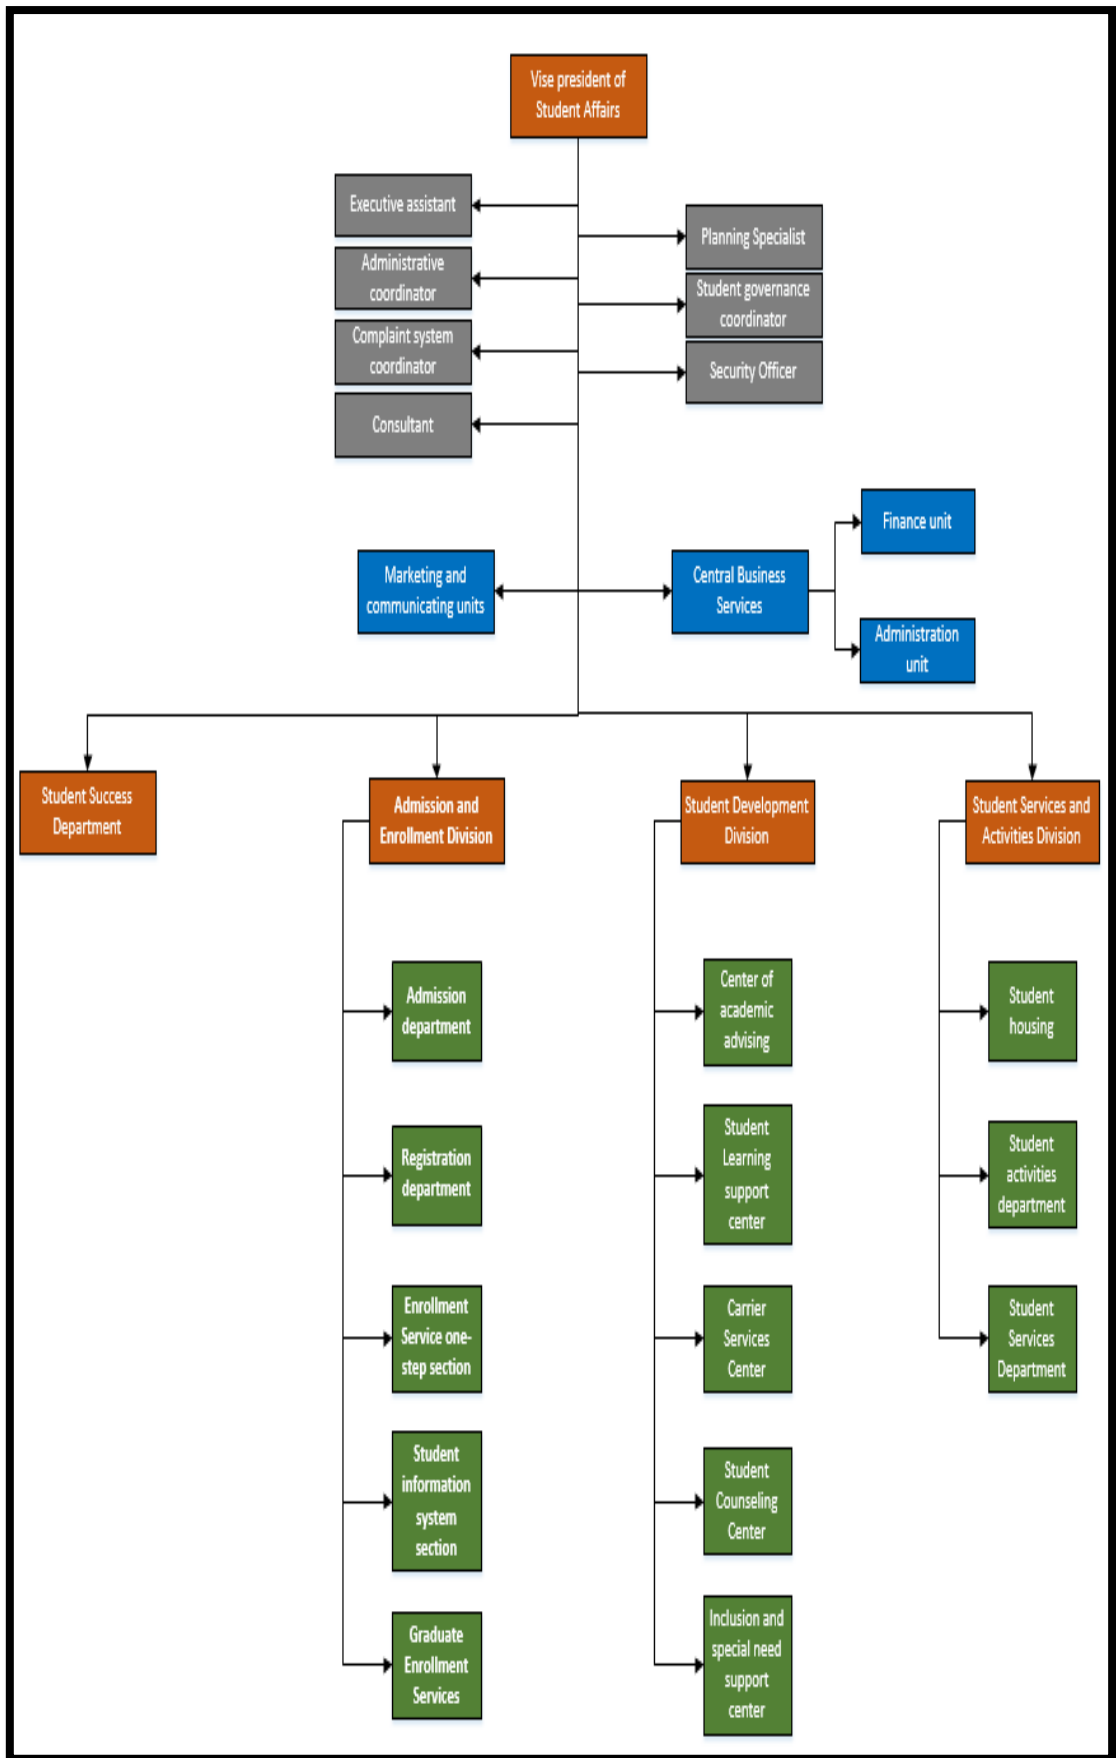 Vise president of
Student Affairs
Executive assistant
Planning Specialist
Administrative
coordinator
Student governance
coordinator
Complaint system
coordinator
Security Officer
Consultant
Finance unit
Marketing and
communicating units
Central Business
Services
Administration
unit
Student Success
Department
Admission and
Enrollment Division
Student Development
Division
Student Services and
Activities Division
Admission
department
Registration
department
Enrollment
Service one-
step section
Student
information
system
section
Graduate
Enrollment
Services
Center of
academic
advising
Student
Learning
support
center
Carrier
Services
Center
Student
Counseling
Center
Inclusion and
special need
support
center
Student
housing
Student
activities
department
Student
Services
Department